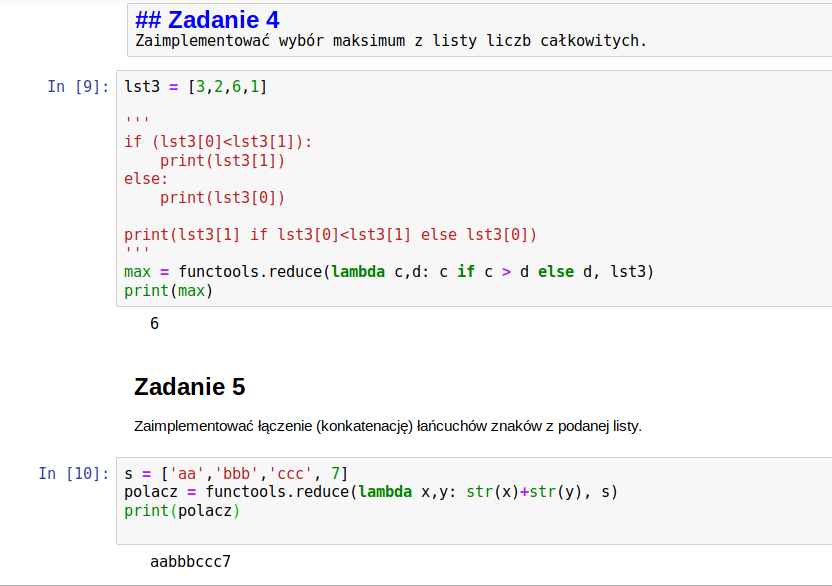 ## Zadanie 4
Zaimplementować wybór maksimum z listy liczb całkowitych.
In [9]: lst3 = [3,2,6,1]
'''
if (lst3[0]<lst3[1]):
    print(lst3[1])
else:
    print(lst3[0])
print(lst3[1] if lst3[0]<lst3[1] else lst3[0])
'''
max = functools.reduce(lambda c,d: c if c > d else d, lst3)
print(max)
6
Zadanie 5
Zaimplementować łączenie (konkatenację) łańcuchów znaków z podanej listy.
In [10]: s = ['aa','bbb','ccc', 7]
polacz = functools.reduce(lambda x,y: str(x)+str(y), s)
print(polacz)
aabbbccc7